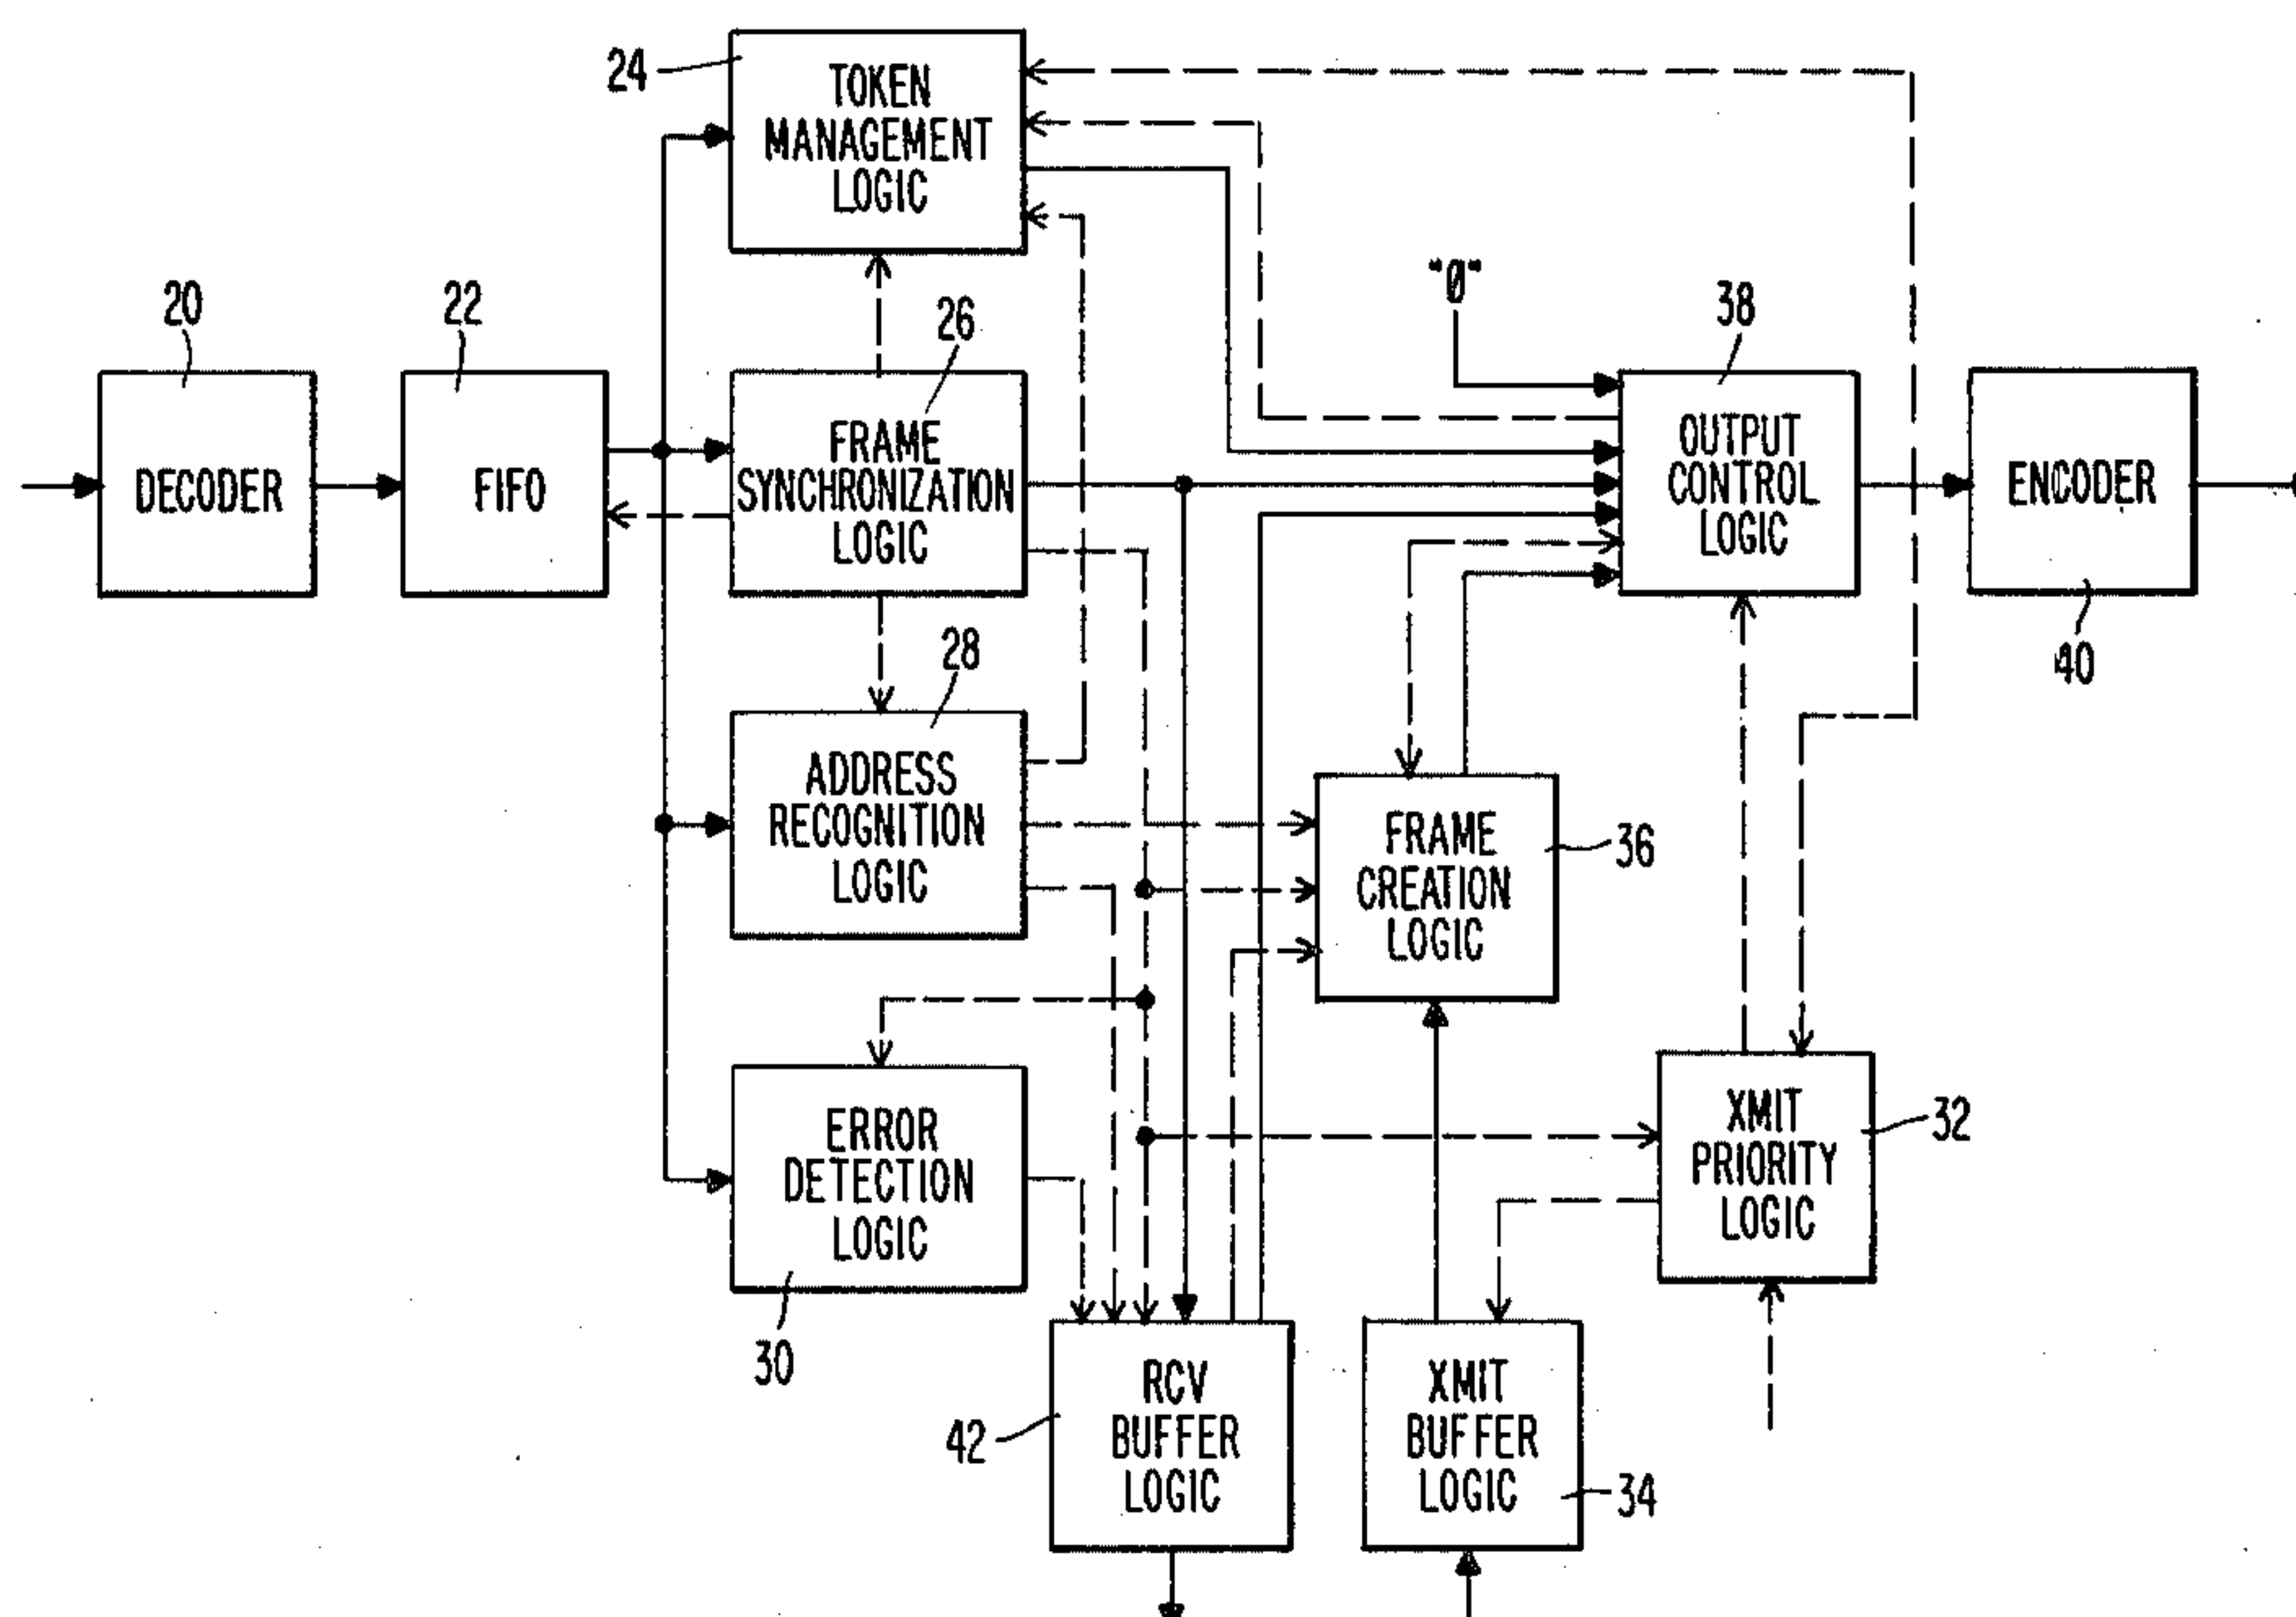 24
TOKEN
MANAGEMENT
LOGIC
20
22
26
"0"
38
DECODER
FIFO
FRAME
SYNCHRONIZATION
LOGIC
OUTPUT
CONTROL
LOGIC
ENCODER
40
28
ADDRESS
RECOGNITION
LOGIC
FRAME
CREATION
LOGIC
36
ERROR
DETECTION
LOGIC
30
XMIT
PRIORITY
LOGIC
32
42
RCV
BUFFER
LOGIC
XMIT
BUFFER
LOGIC
34